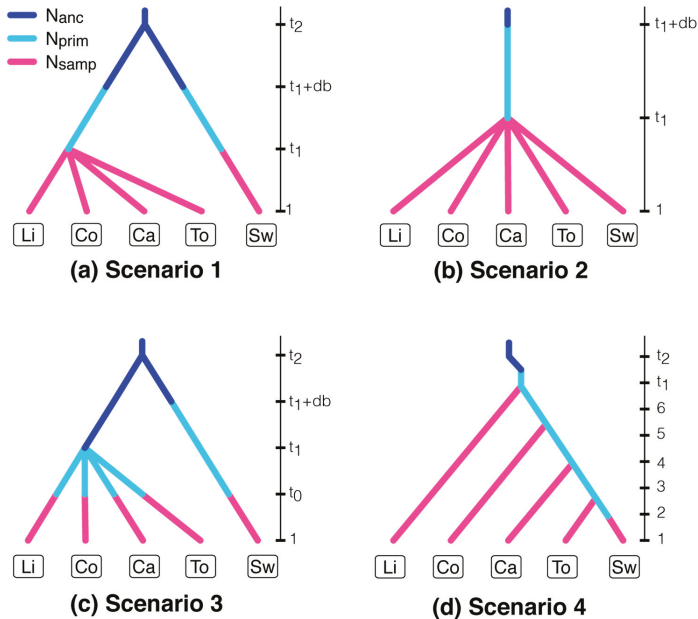 Nanc
Nprim
Nsamp
t2
t1+db
t1
1
Li Co Ca To Sw
(a) Scenario 1
t1+db
t1
1
Li Co Ca To Sw
(b) Scenario 2
t2
t1+db
t1
t0
1
Li Co Ca To Sw
(c) Scenario 3
t2
t1
6
5
4
3
2
1
Li Co Ca To Sw
(d) Scenario 4